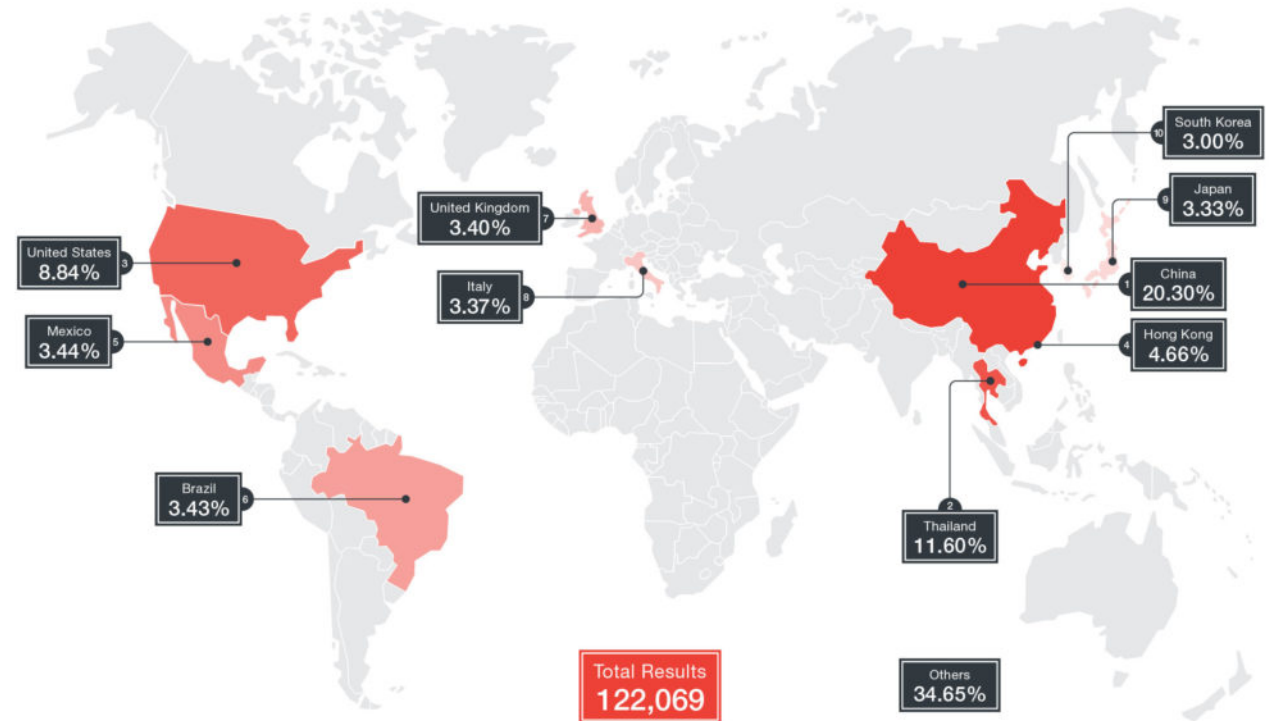 South Korea
3.00%
10
Japan
3.33%
9
United Kingdom
3.40%
7
United States
8.84%
3
China
20.30%
1
Italy
3.37%
8
Mexico
3.44%
5
Hong Kong
4.66%
4
Brazil
3.43%
6
2
Thailand
11.60%
Total Results
122,069
Others
34.65%